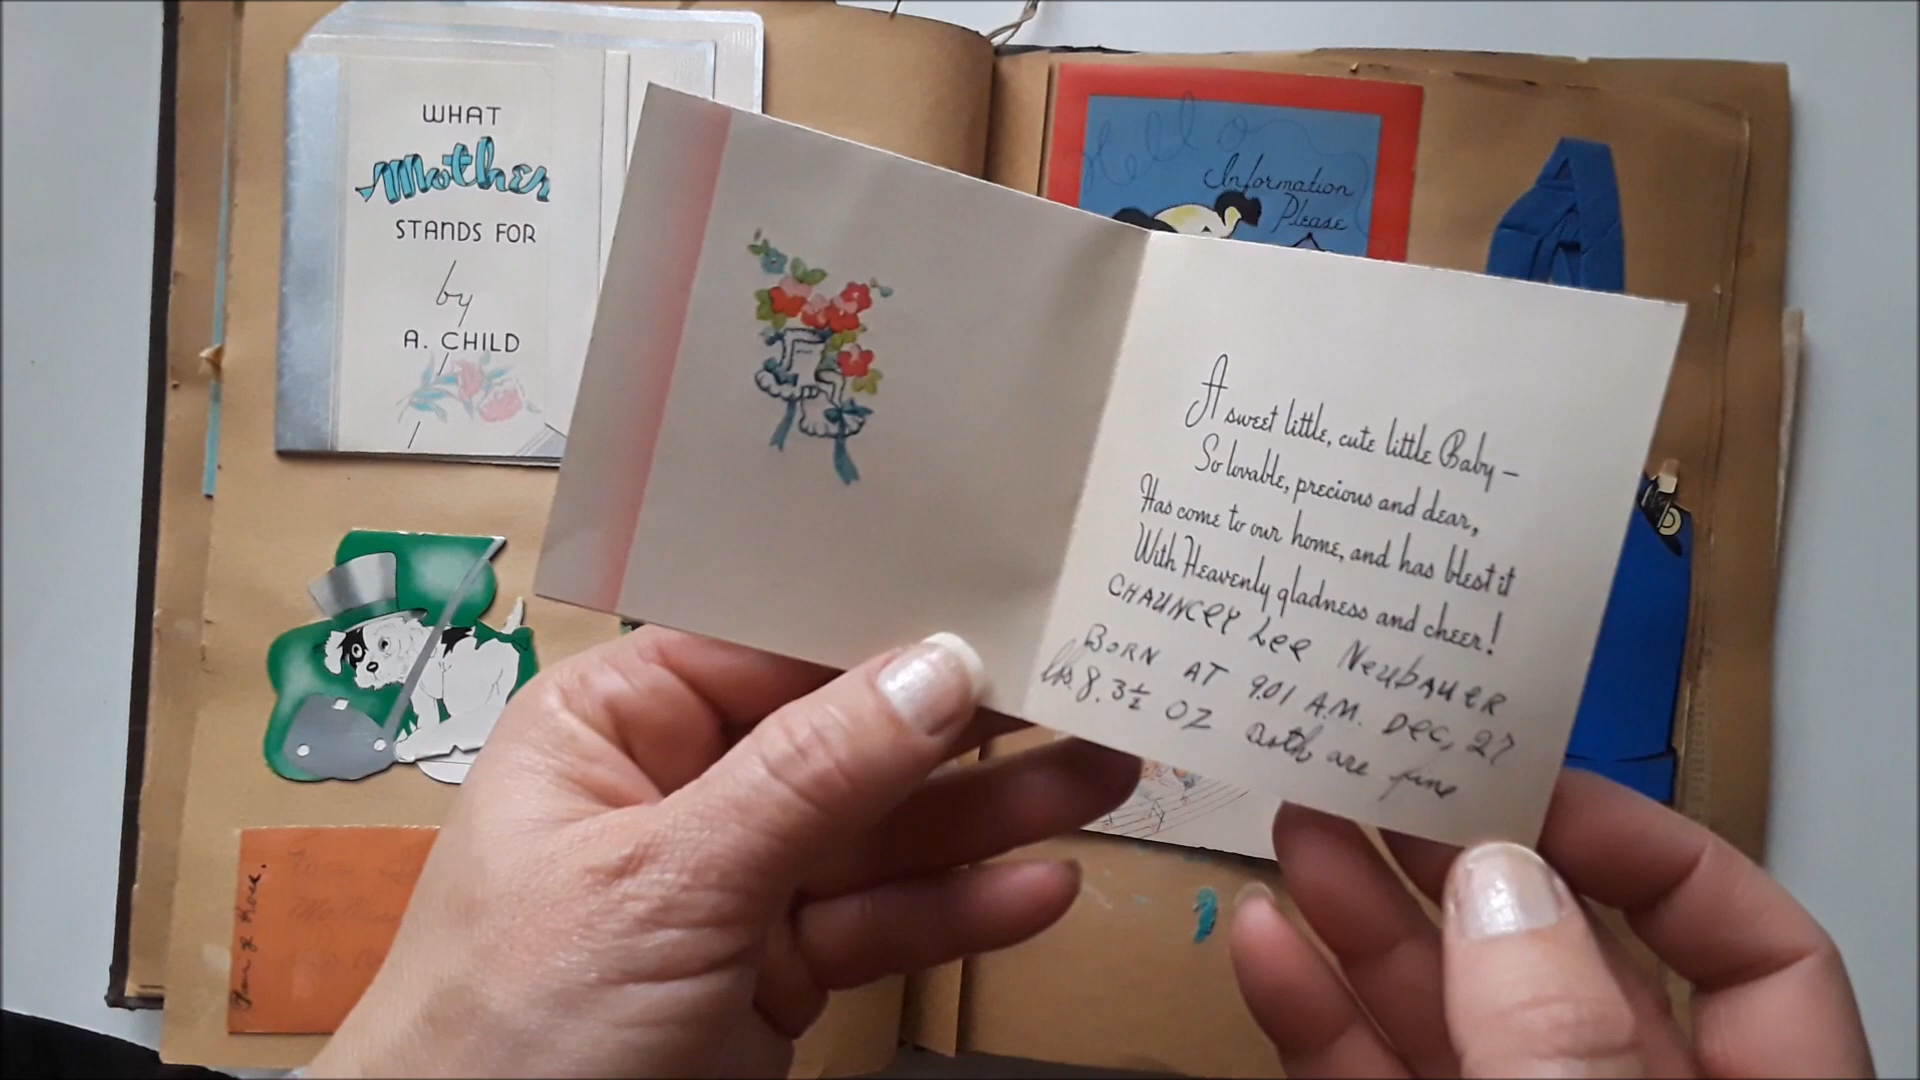 WHAT
Mother
STANDS FOR
by
A. CHILD
Hello
Information
Please
A sweet little, cute little Baby –
So lovable, precious and dear,
Has come to our home, and has blest it
With Heavenly gladness and cheer!
CHAUNCEY Lee NeubAUeR
BORN AT 9.01 A.M. Dec, 27
lbs. 8. 3½ OZ Both are fine